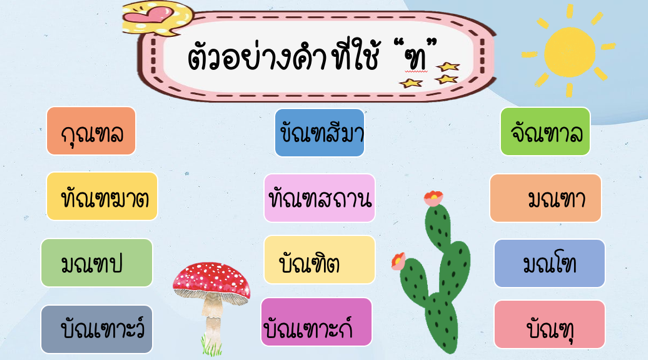 ตัวอย่างคำที่ใช้ “ฑ”
กุณฑล
ขัณฑสีมา
จัณฑาล
ทัณฑฆาต
ทัณฑสถาน
มณฑา
มณฑป
บัณฑิต
มณโฑ
บัณเฑาะว์
บัณเฑาะก์
บัณฑุ